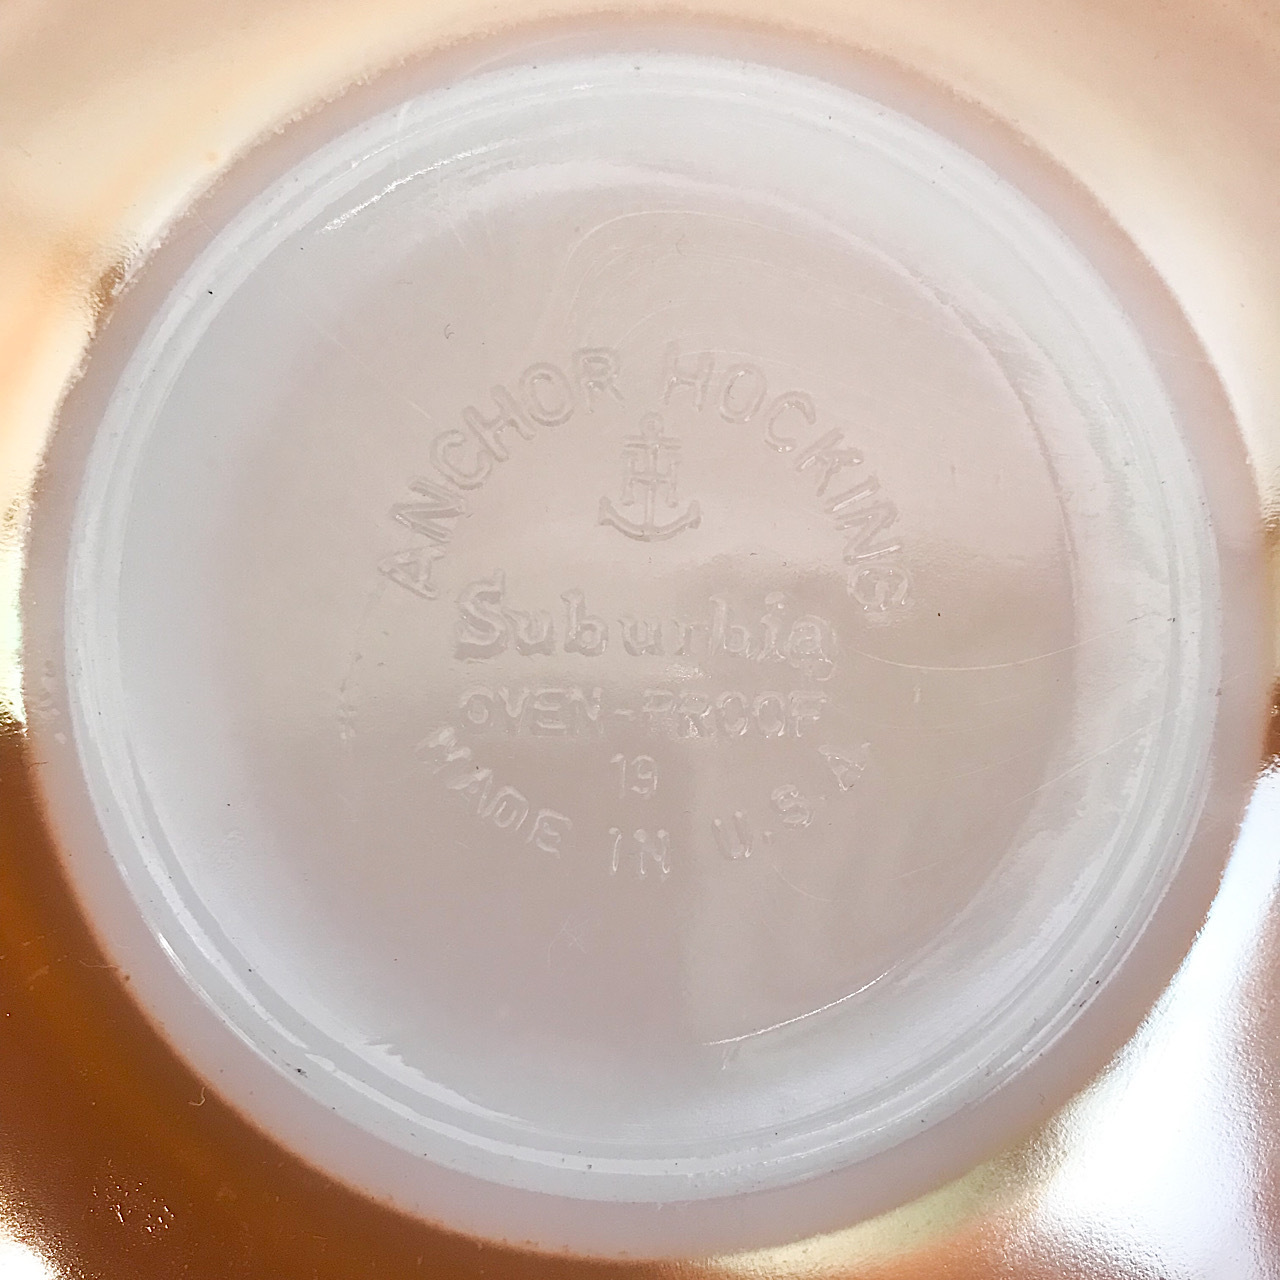 ANCHOR HOCKING
Suburbia
OVEN-PROOF
19
MADE IN U.S.A